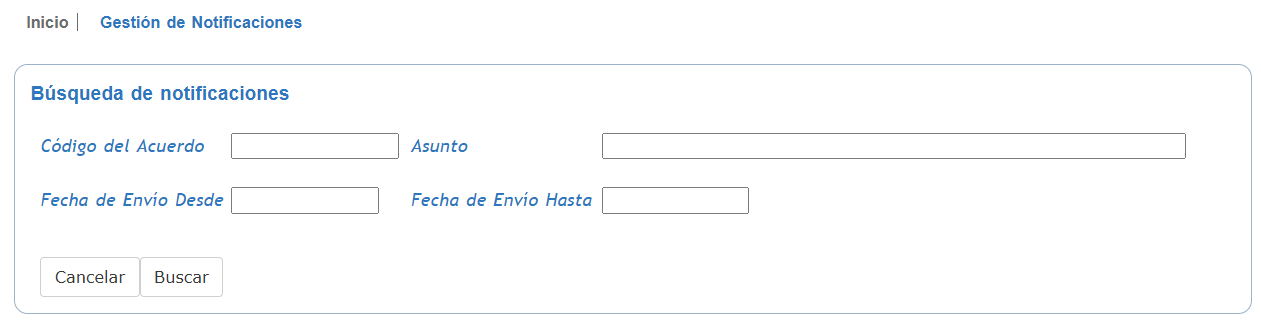 Inicio Gestión de Notificaciones
Búsqueda de notificaciones
Código del Acuerdo Asunto
Fecha de Envío Desde Fecha de Envío Hasta
Cancelar Buscar